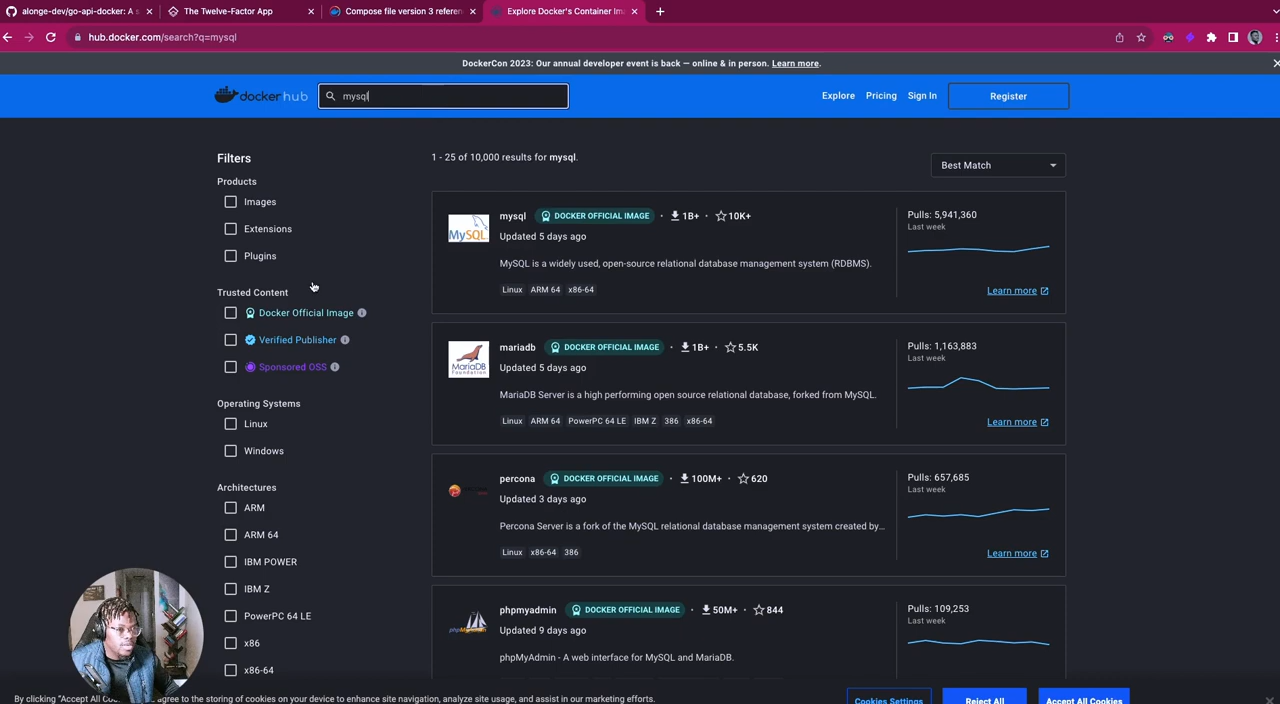 alonge-dev/go-api-docker: A s
The Twelve-Factor App
Compose file version 3 referen
Explore Docker's Container Ima
hub.docker.com/search?q=mysql
DockerCon 2023: Our annual developer event is back — online & in person. Learn more.
dockerhub
mysql
Explore
Pricing
Sign In
Register
Filters
Products
Images
Extensions
Plugins
Trusted Content
Docker Official Image
Verified Publisher
Sponsored OSS
Operating Systems
Linux
Windows
Architectures
ARM
ARM 64
IBM POWER
IBM Z
PowerPC 64 LE
x86
x86-64
1 - 25 of 10,000 results for mysql.
Best Match
MySQL
mysql DOCKER OFFICIAL IMAGE · 1B+ · 10K+
Updated 5 days ago
MySQL is a widely used, open-source relational database management system (RDBMS).
Linux ARM 64 x86-64
Pulls: 5,941,360
Last week
Learn more
MariaDB
mariadb DOCKER OFFICIAL IMAGE · 1B+ · 5.5K
Updated 5 days ago
MariaDB Server is a high performing open source relational database, forked from MySQL.
Linux ARM 64 PowerPC 64 LE IBM Z 386 x86-64
Pulls: 1,163,883
Last week
Learn more
percona DOCKER OFFICIAL IMAGE · 100M+ · 620
Updated 3 days ago
Percona Server is a fork of the MySQL relational database management system created by…
Linux x86-64 386
Pulls: 657,685
Last week
Learn more
phpmyadmin DOCKER OFFICIAL IMAGE · 50M+ · 844
Updated 9 days ago
phpMyAdmin - A web interface for MySQL and MariaDB.
Pulls: 109,253
Last week
By clicking "Accept All Coo gree to the storing of cookies on your device to enhance site navigation, analyze site usage, and assist in our marketing efforts.
Cookies Settings
Reject All
Accept All Cookies